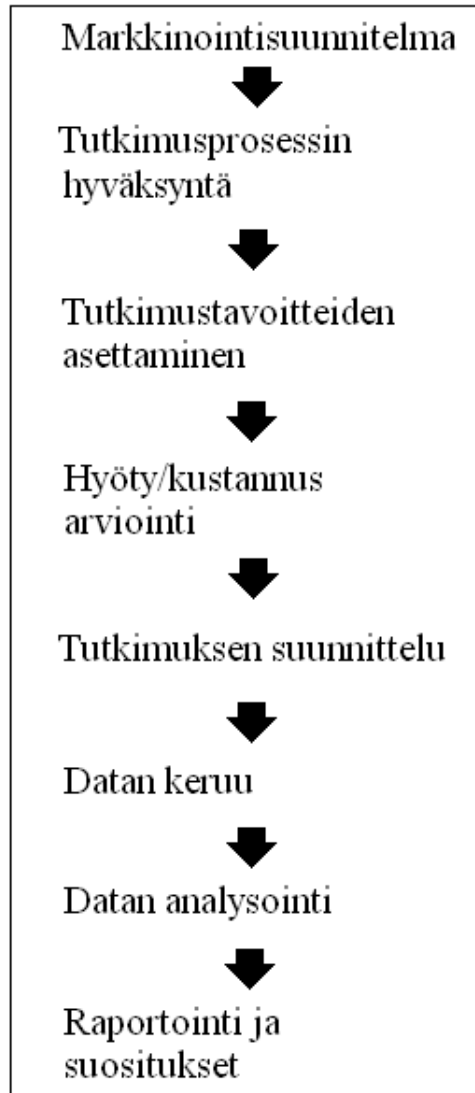 Markkinointisuunnitelma
Tutkimusprosessin
hyväksyntä
Tutkimustavoitteiden
asettaminen
Hyöty/kustannus
arviointi
Tutkimuksen suunnittelu
Datan keruu
Datan analysointi
Raportointi ja
suositukset